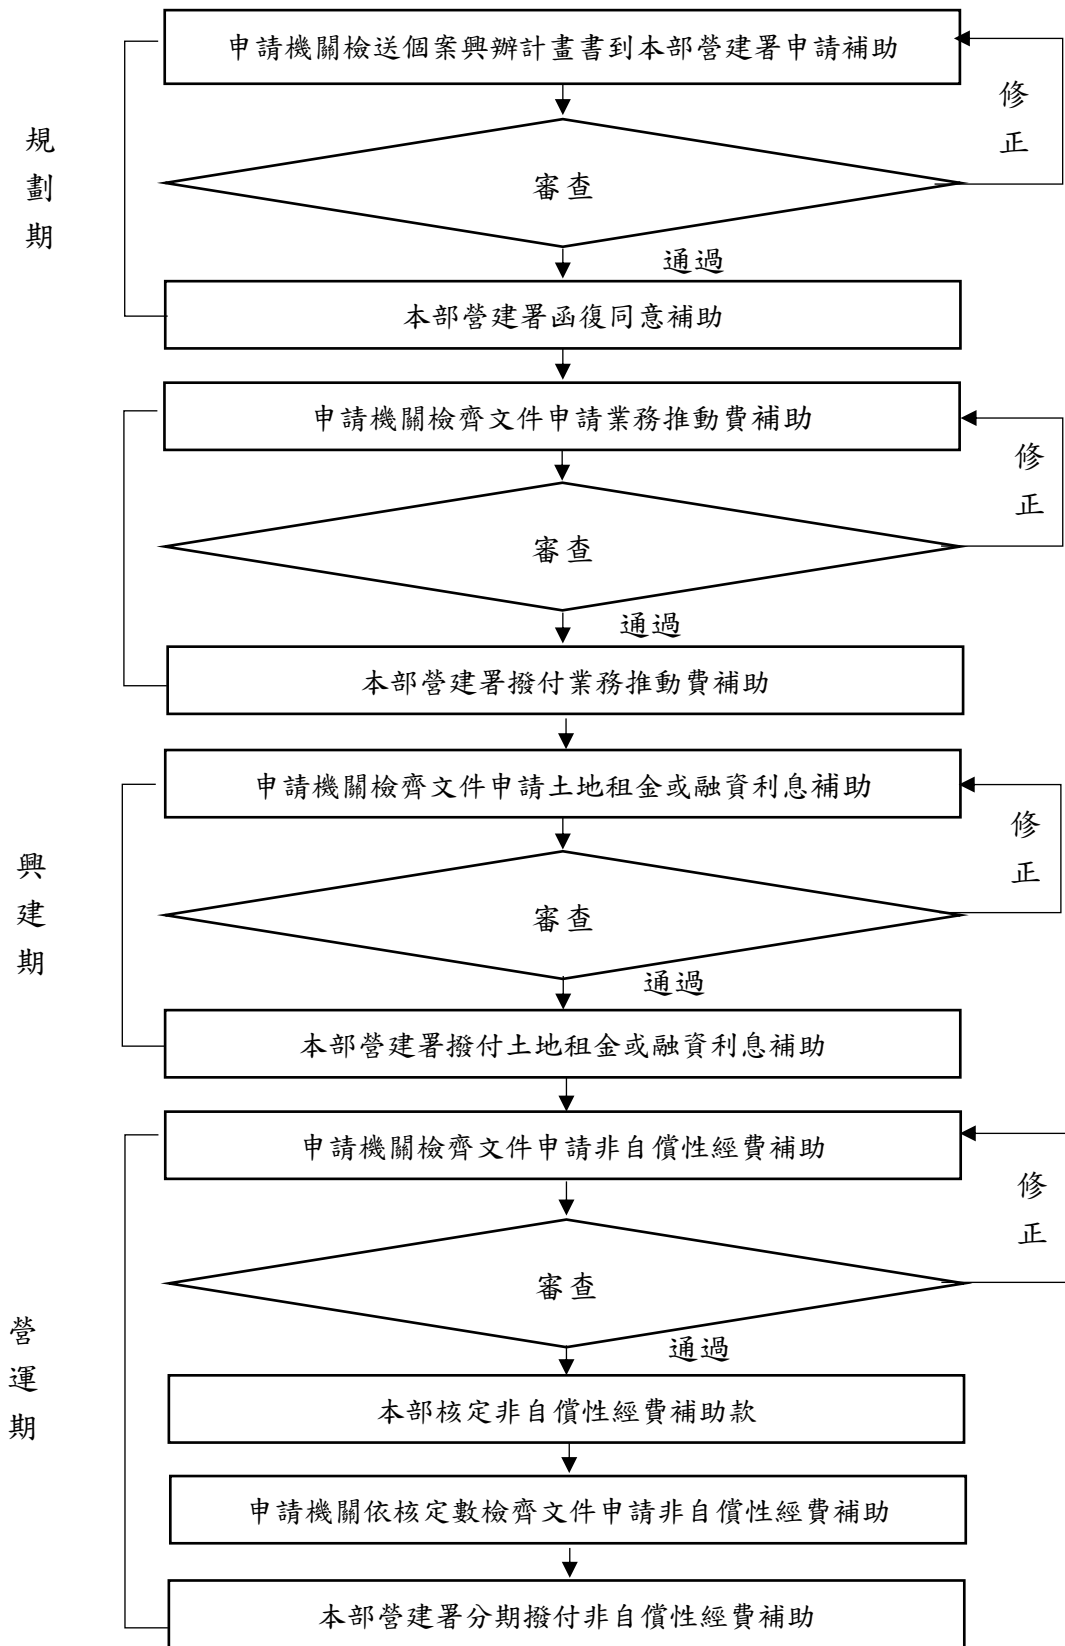 申請機關檢送個案興辦計畫書到本部營建署申請補助
修正
規劃期
審查
通過
本部營建署函復同意補助
申請機關檢齊文件申請業務推動費補助
修正
審查
通過
本部營建署撥付業務推動費補助
申請機關檢齊文件申請土地租金或融資利息補助
修正
興建期
審查
通過
本部營建署撥付土地租金或融資利息補助
申請機關檢齊文件申請非自償性經費補助
修正
審查
營運期
通過
本部核定非自償性經費補助款
申請機關依核定數檢齊文件申請非自償性經費補助
本部營建署分期撥付非自償性經費補助